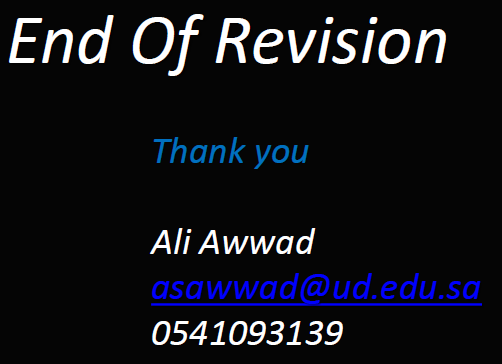 End Of Revision
Thank you
Ali Awwad
asawwad@ud.edu.sa
0541093139